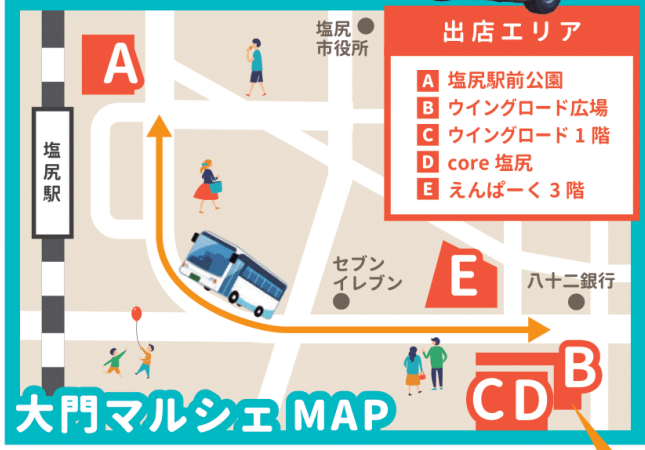 塩尻
市役所
出店エリア
A 塩尻駅前公園
B ウイングロード広場
C ウイングロード 1 階
D core 塩尻
E えんぱーく 3 階
A
塩尻駅
セブン
イレブン
E
八十二銀行
B
C D
大門マルシェ MAP